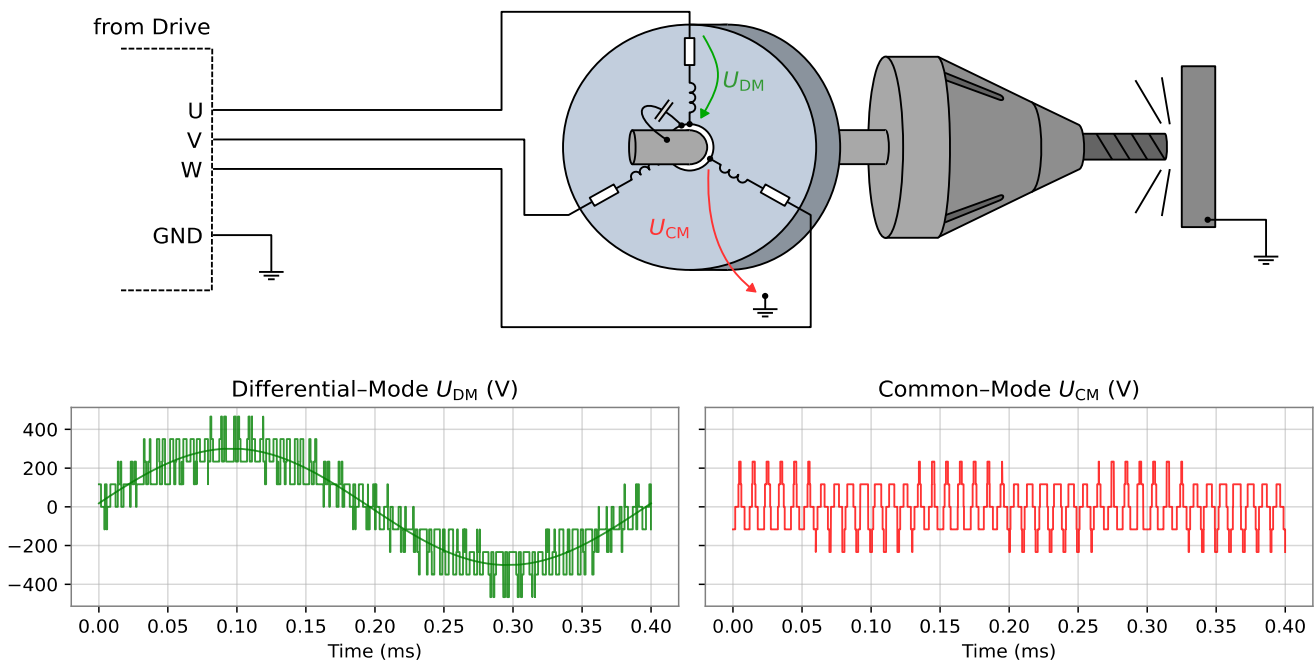 from Drive
U
V
W
GND
U_DM
U_CM
Differential–Mode U_DM (V)
400
200
0
−200
−400
0.00 0.05 0.10 0.15 0.20 0.25 0.30 0.35 0.40
Time (ms)
Common–Mode U_CM (V)
0.00 0.05 0.10 0.15 0.20 0.25 0.30 0.35 0.40
Time (ms)